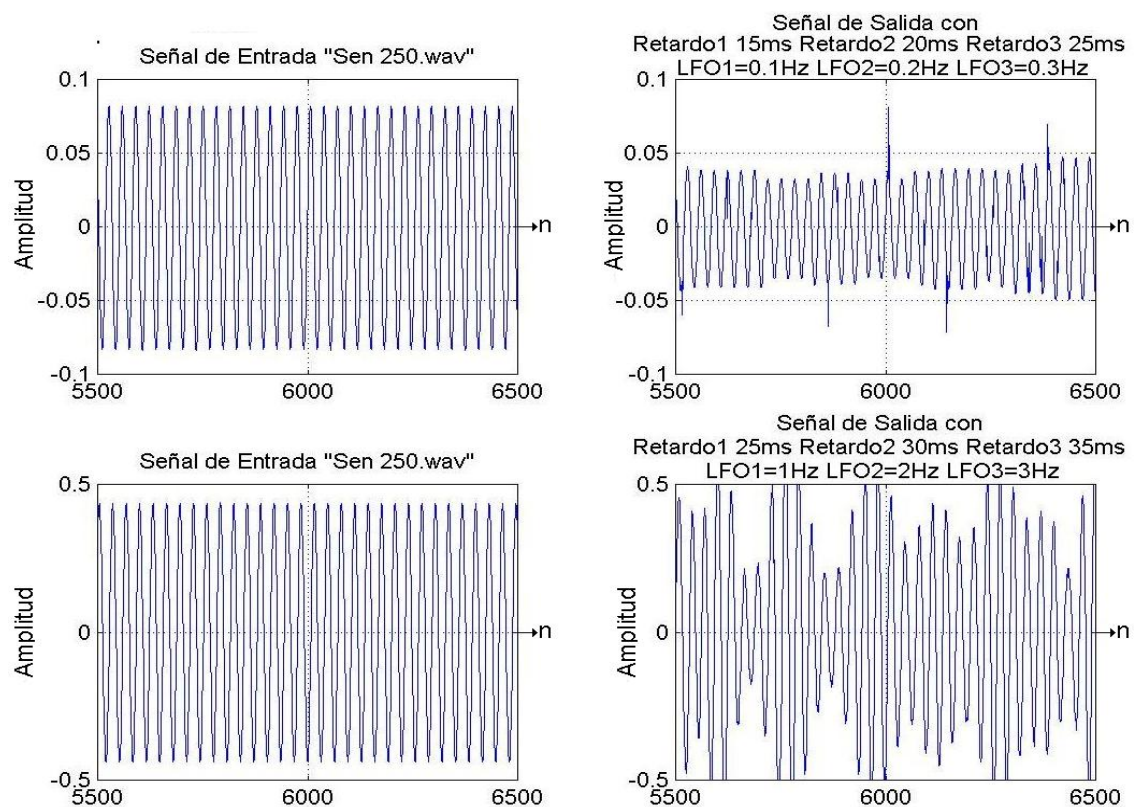 Señal de Entrada "Sen 250.wav"
0.1
0.05
0
-0.05
-0.1
Amplitud
n
5500
6000
6500
Señal de Salida con
Retardo1 15ms Retardo2 20ms Retardo3 25ms
LFO1=0.1Hz LFO2=0.2Hz LFO3=0.3Hz
0.1
0.05
0
-0.05
-0.1
Amplitud
n
5500
6000
6500
Señal de Entrada "Sen 250.wav"
0.5
0
-0.5
Amplitud
n
5500
6000
6500
Señal de Salida con
Retardo1 25ms Retardo2 30ms Retardo3 35ms
LFO1=1Hz LFO2=2Hz LFO3=3Hz
0.5
0
-0.5
Amplitud
n
5500
6000
6500